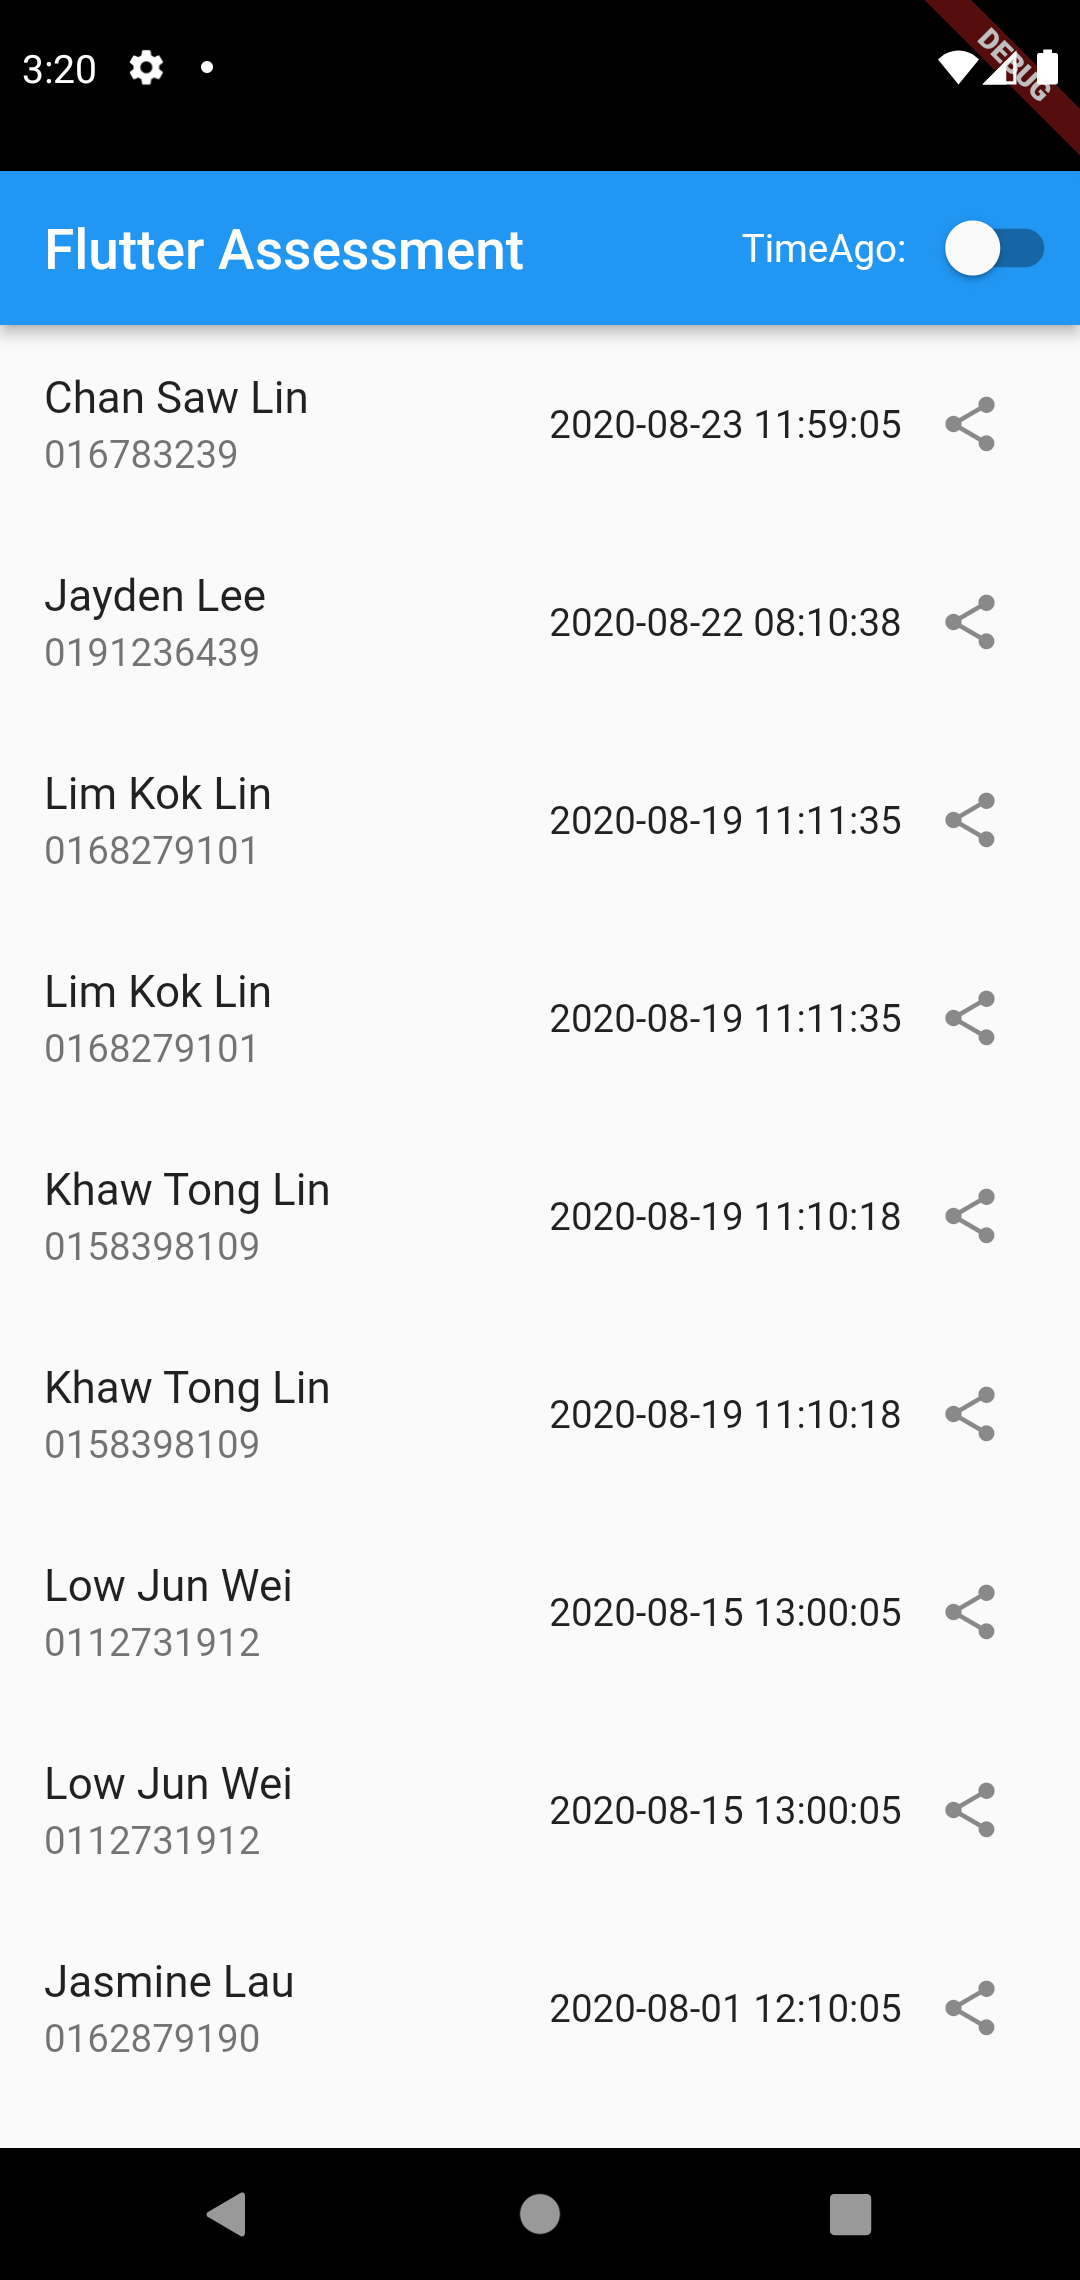 3:20
DEBUG
Flutter Assessment TimeAgo:
Chan Saw Lin
016783239
2020-08-23 11:59:05
Jayden Lee
0191236439
2020-08-22 08:10:38
Lim Kok Lin
0168279101
2020-08-19 11:11:35
Lim Kok Lin
0168279101
2020-08-19 11:11:35
Khaw Tong Lin
0158398109
2020-08-19 11:10:18
Khaw Tong Lin
0158398109
2020-08-19 11:10:18
Low Jun Wei
0112731912
2020-08-15 13:00:05
Low Jun Wei
0112731912
2020-08-15 13:00:05
Jasmine Lau
0162879190
2020-08-01 12:10:05